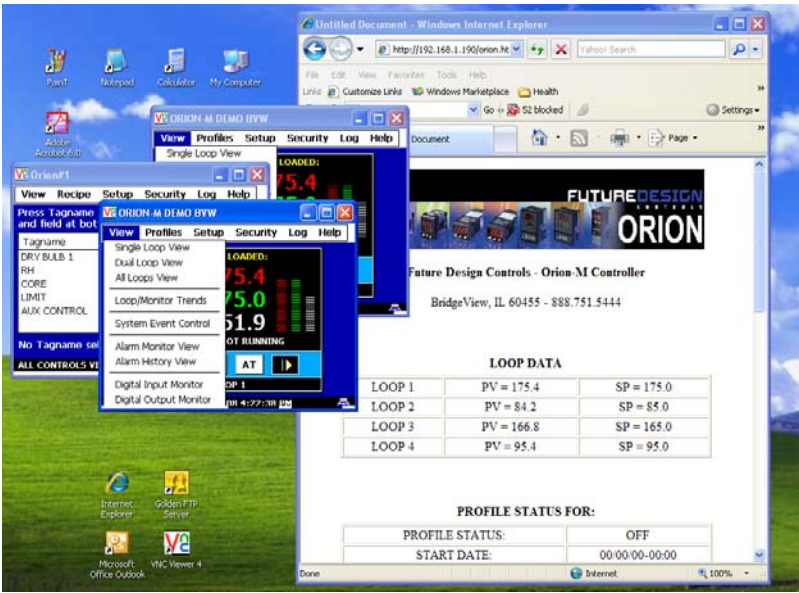 Untitled Document - Windows Internet Explorer
http://192.168.1.190/orion.ht
Yahoo! Search
File Edit View Favorites Tools Help
Links Customize Links Windows Marketplace Health
Go 52 blocked Settings
Document
Page
FUTURE DESIGN
CONTROLS
ORION
Future Design Controls - Orion-M Controller
BridgeView, IL 60455 - 888.751.5444
LOOP DATA
LOOP 1 PV = 175.4 SP = 175.0
LOOP 2 PV = 84.2 SP = 85.0
LOOP 3 PV = 166.8 SP = 165.0
LOOP 4 PV = 95.4 SP = 95.0
PROFILE STATUS FOR:
PROFILE STATUS: OFF
START DATE: 00/00/00-00:00
Done Internet 100%
Paint
Notepad
Calculator
My Computer
Adobe
Acrobat 6.0
ORION-M DEMO BVW
View Profiles Setup Security Log Help
Single Loop View
LOADED:
75.4
Orion#1
View Recipe Setup Security Log Help
Press Tagname
and field at bot
Tagname
DRY BULB 1
RH
CORE
LIMIT
AUX CONTROL
No Tagname sel
ALL CONTROLS VI
ORION-M DEMO BVW
View Profiles Setup Security Log Help
Single Loop View
Dual Loop View
All Loops View
Loop/Monitor Trends
System Event Control
Alarm Monitor View
Alarm History View
Digital Input Monitor
Digital Output Monitor
LOADED:
75.4
75.0
51.9
OT RUNNING
AT
OP 1
4:22:38 PM
Internet
Explorer
Golden FTP
Server
Microsoft
Office Outlook
VNC Viewer 4